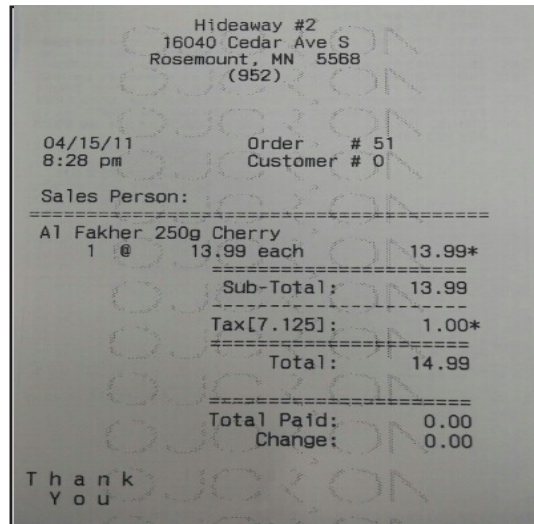 Hideaway #2
16040 Cedar Ave S
Rosemount, MN 5568
(952)
04/15/11 Order # 51
8:28 pm Customer # 0
Sales Person:
Al Fakher 250g Cherry
1 @ 13.99 each 13.99*
Sub-Total: 13.99
Tax[7.125]: 1.00*
Total: 14.99
Total Paid: 0.00
Change: 0.00
Thank
You